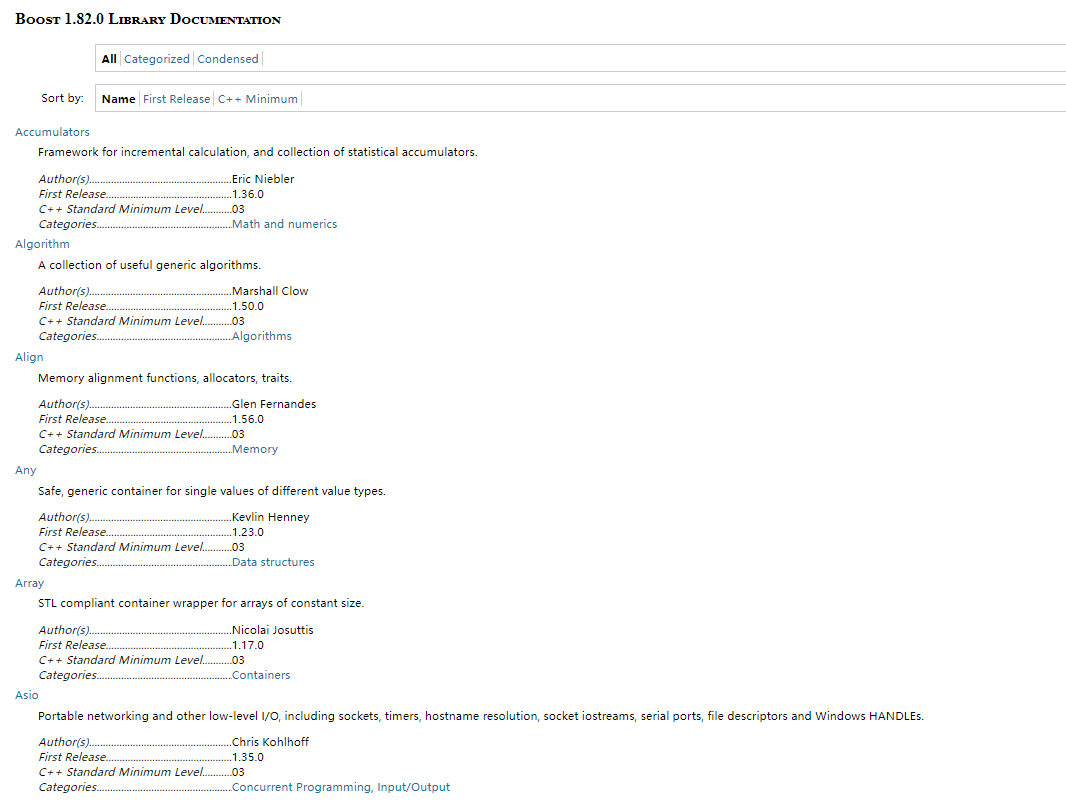 Boost 1.82.0 Library Documentation
All Categorized Condensed
Sort by: Name First Release C++ Minimum
Accumulators
Framework for incremental calculation, and collection of statistical accumulators.
Author(s)..................................................Eric Niebler
First Release..............................................1.36.0
C++ Standard Minimum Level..........03
Categories.................................................Math and numerics
Algorithm
A collection of useful generic algorithms.
Author(s)..................................................Marshall Clow
First Release..............................................1.50.0
C++ Standard Minimum Level..........03
Categories.................................................Algorithms
Align
Memory alignment functions, allocators, traits.
Author(s)..................................................Glen Fernandes
First Release..............................................1.56.0
C++ Standard Minimum Level..........03
Categories.................................................Memory
Any
Safe, generic container for single values of different value types.
Author(s)..................................................Kevlin Henney
First Release..............................................1.23.0
C++ Standard Minimum Level..........03
Categories.................................................Data structures
Array
STL compliant container wrapper for arrays of constant size.
Author(s)..................................................Nicolai Josuttis
First Release..............................................1.17.0
C++ Standard Minimum Level..........03
Categories.................................................Containers
Asio
Portable networking and other low-level I/O, including sockets, timers, hostname resolution, socket iostreams, serial ports, file descriptors and Windows HANDLEs.
Author(s)..................................................Chris Kohlhoff
First Release..............................................1.35.0
C++ Standard Minimum Level..........03
Categories.................................................Concurrent Programming, Input/Output